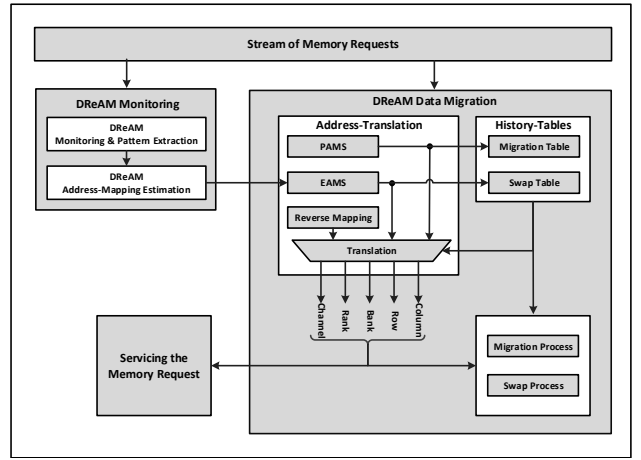 Stream of Memory Requests
DReAM Monitoring
DReAM
Monitoring & Pattern Extraction
DReAM
Address-Mapping Estimation
DReAM Data Migration
Address-Translation
PAMS
EAMS
Reverse Mapping
Translation
History-Tables
Migration Table
Swap Table
Channel
Rank
Bank
Row
Column
Servicing the
Memory Request
Migration Process
Swap Process